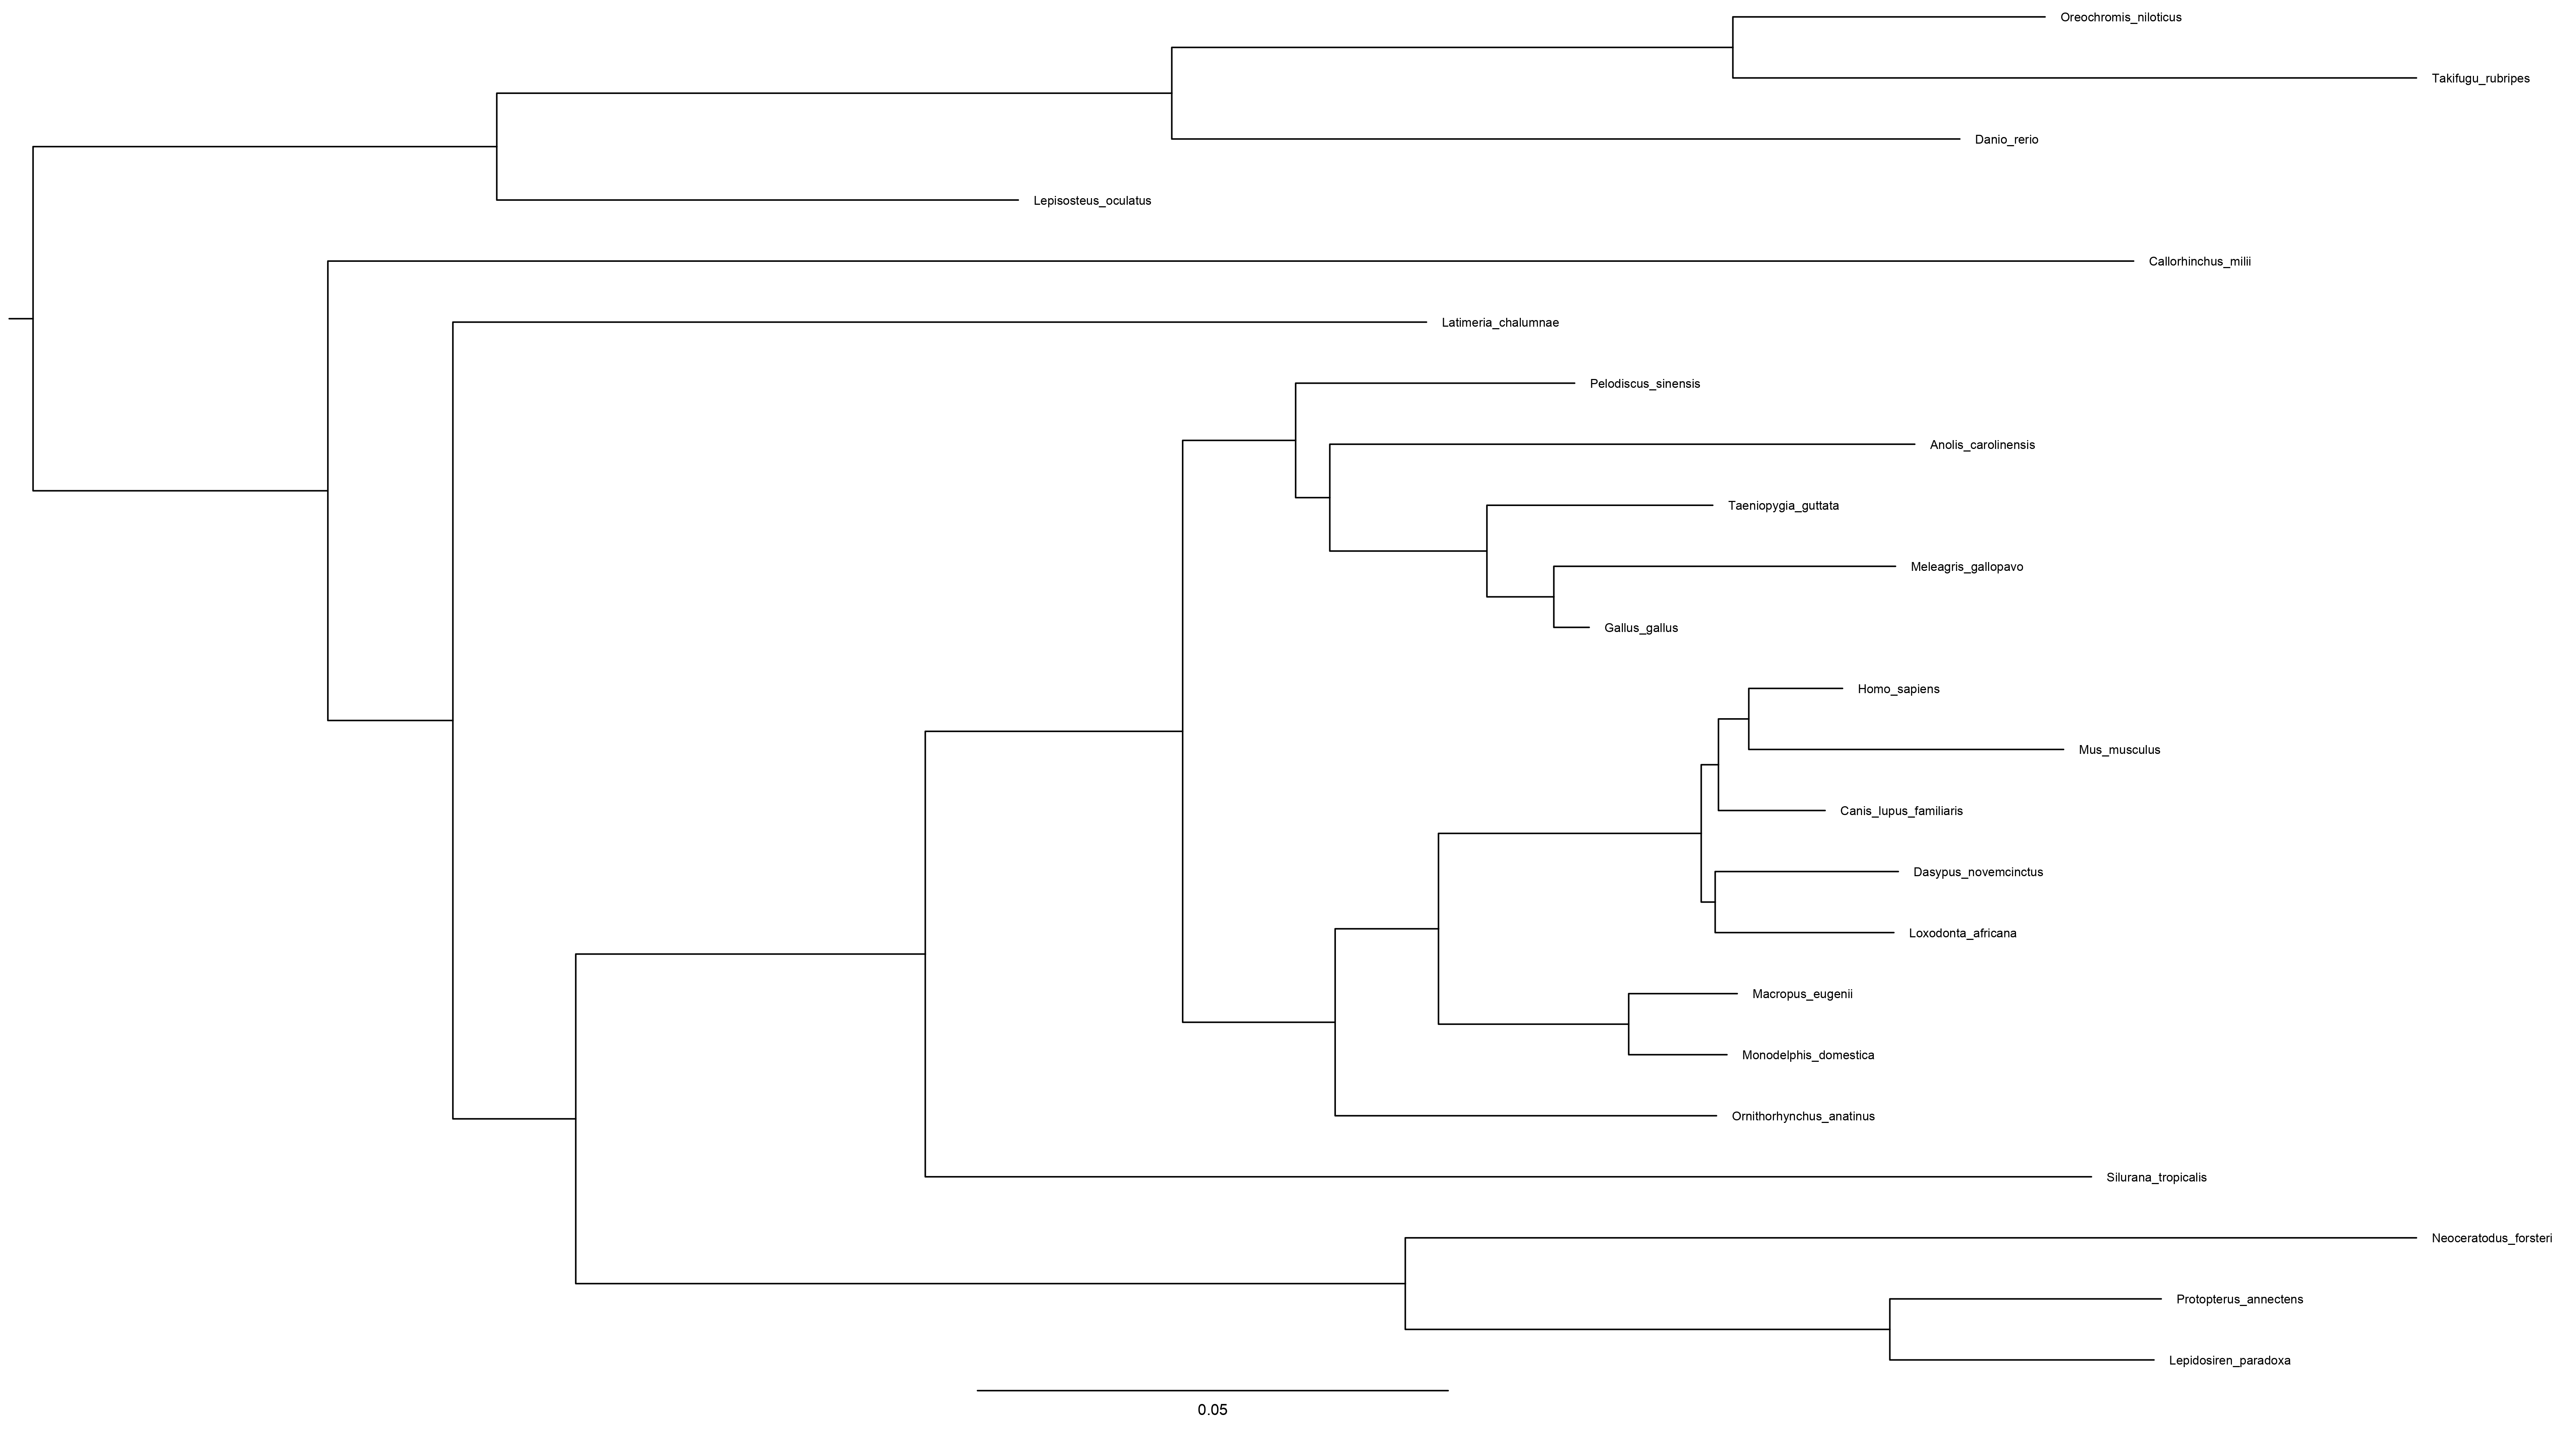 Oreochromis_niloticus
Takifugu_rubripes
Danio_rerio
Lepisosteus_oculatus
Callorhinchus_milii
Latimeria_chalumnae
Pelodiscus_sinensis
Anolis_carolinensis
Taeniopygia_guttata
Meleagris_gallopavo
Gallus_gallus
Homo_sapiens
Mus_musculus
Canis_lupus_familiaris
Dasypus_novemcinctus
Loxodonta_africana
Macropus_eugenii
Monodelphis_domestica
Ornithorhynchus_anatinus
Silurana_tropicalis
Neoceratodus_forsteri
Protopterus_annectens
Lepidosiren_paradoxa
0.05